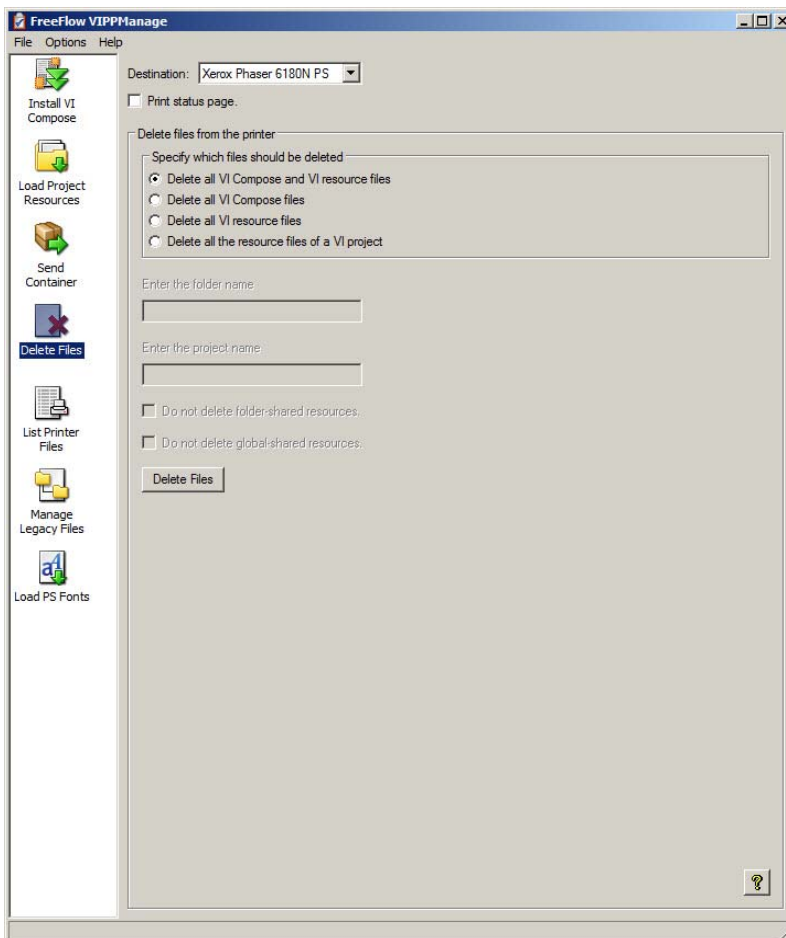 FreeFlow VIPPManage
File Options Help
Install VI
Compose
Load Project
Resources
Send
Container
Delete Files
List Printer
Files
Manage
Legacy Files
Load PS Fonts
Destination: Xerox Phaser 6180N PS
Print status page.
Delete files from the printer
Specify which files should be deleted
Delete all VI Compose and VI resource files
Delete all VI Compose files
Delete all VI resource files
Delete all the resource files of a VI project
Enter the folder name
Enter the project name
Do not delete folder-shared resources.
Do not delete global-shared resources.
Delete Files
?